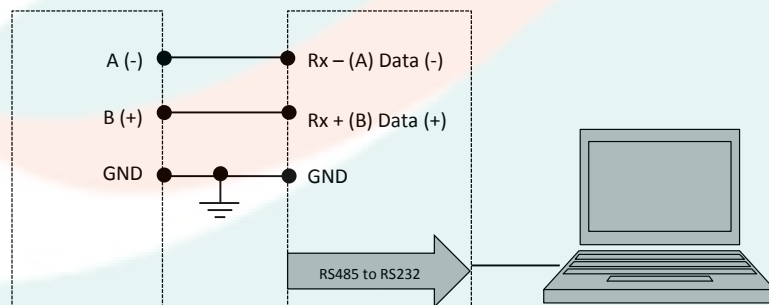 A (-)
Rx – (A) Data (-)
B (+)
Rx + (B) Data (+)
GND
GND
RS485 to RS232